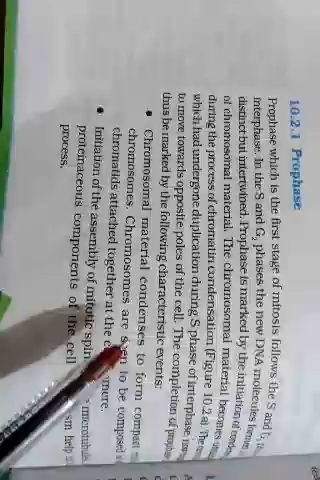 10.2.1 Prophase
Prophase which is the first stage of mitosis follows the S and G₂
interphase. In the S and G₂ phases the new DNA molecules formed
distinct but intertwined. Prophase is marked by the initiation of
of chromosomal material. The chromosomal material becomes
during the process of chromatin condensation (Figure 10.2 a). The
which had undergone duplication during S phase of interphase,
to move towards opposite poles of the cell. The completion of prophase
thus be marked by the following characteristic events:
• Chromosomal material condenses to form compact
chromosomes. Chromosomes are seen to be composed
chromatids attached together at the
• Initiation of the assembly of mitotic microtubules
proteinaceous components of the cell help
process.